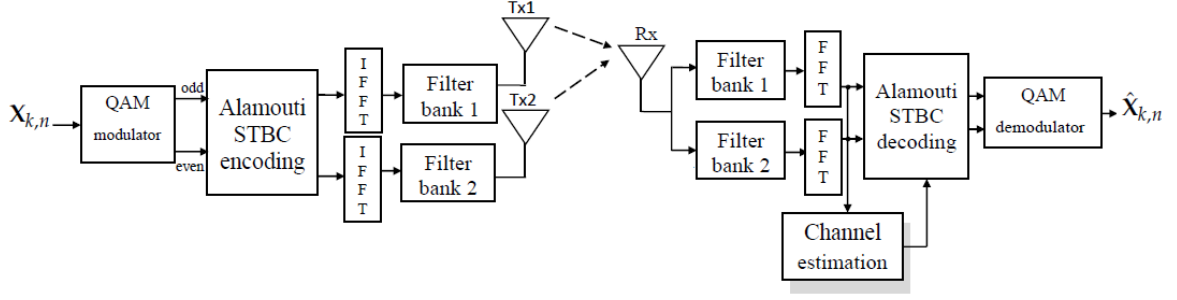 X_{k,n}
QAM
modulator
odd
even
Alamouti
STBC
encoding
I
F
F
T
I
F
F
T
Filter
bank 1
Filter
bank 2
Tx1
Tx2
Rx
Filter
bank 1
Filter
bank 2
F
F
T
F
F
T
Alamouti
STBC
decoding
Channel
estimation
QAM
demodulator
X̂_{k,n}